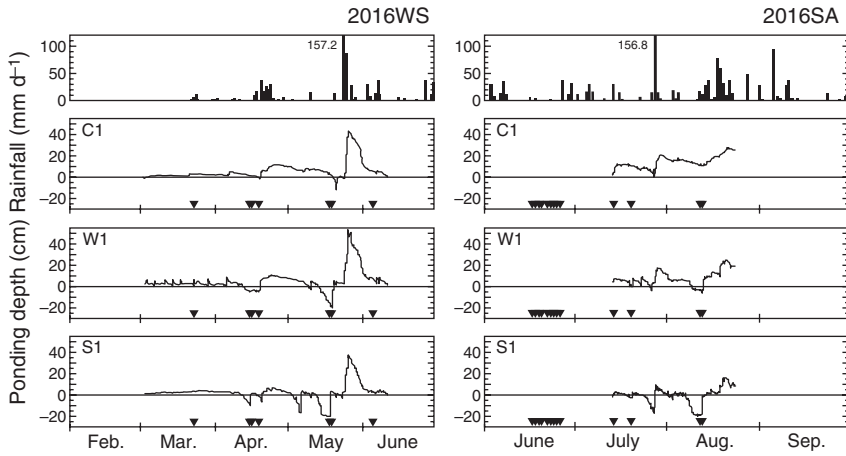 2016WS 2016SA
Rainfall (mm d⁻¹)
100 157.2 100 156.8
50 50
0 0
Ponding depth (cm)
C1 C1
40 40
20 20
0 0
−20 −20
W1 W1
40 40
20 20
0 0
−20 −20
S1 S1
40 40
20 20
0 0
−20 −20
Feb. Mar. Apr. May June June July Aug. Sep.